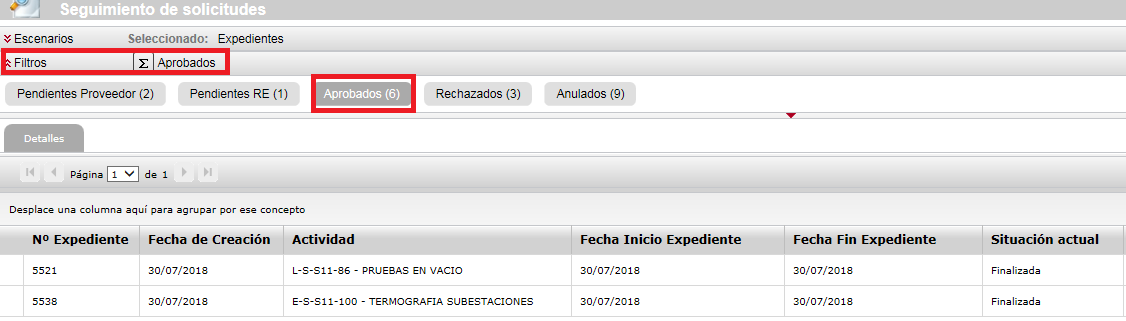 Seguimiento de solicitudes
Escenarios Seleccionado: Expedientes
Filtros Σ Aprobados
Pendientes Proveedor (2) Pendientes RE (1) Aprobados (6) Rechazados (3) Anulados (9)
Detalles
Página 1 de 1
Desplace una columna aquí para agrupar por ese concepto
Nº Expediente Fecha de Creación Actividad Fecha Inicio Expediente Fecha Fin Expediente Situación actual
5521 30/07/2018 L-S-S11-86 - PRUEBAS EN VACIO 30/07/2018 30/07/2018 Finalizada
5538 30/07/2018 E-S-S11-100 - TERMOGRAFIA SUBESTACIONES 30/07/2018 30/07/2018 Finalizada